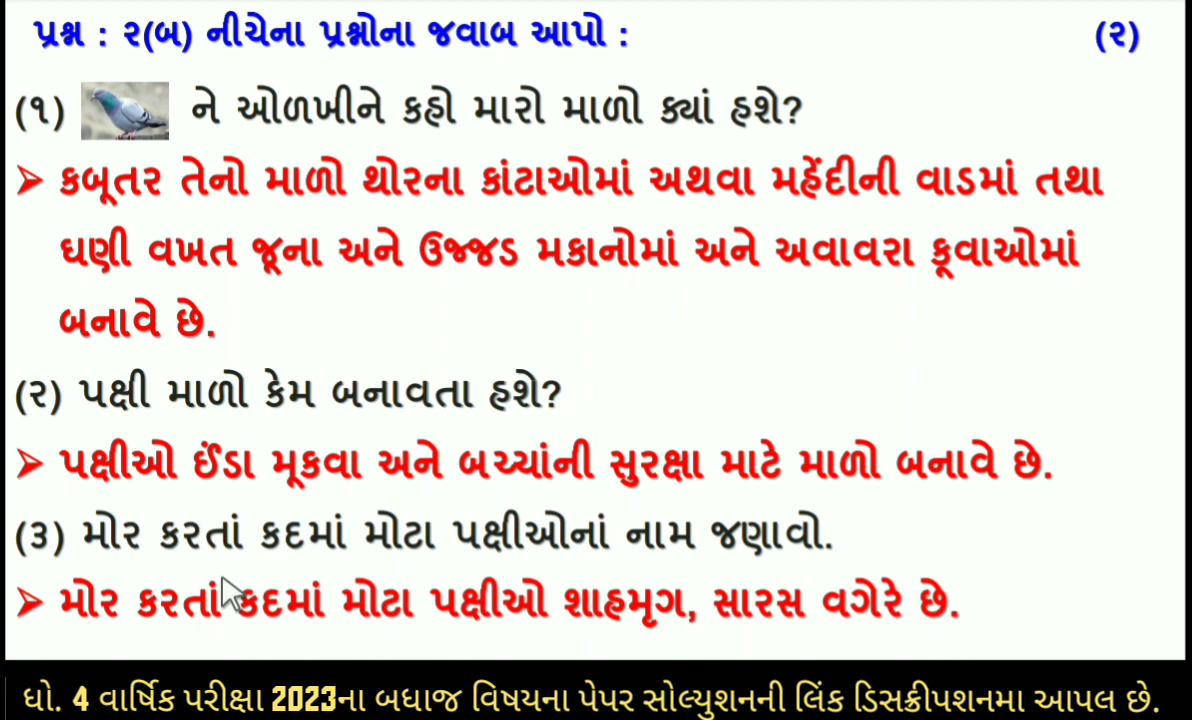 પ્રશ્ન : ૨(બ) નીચેના પ્રશ્નોના જવાબ આપો : (૨)
(૧) ને ઓળખીને કહો મારો માળો ક્યાં હશે?
➢ કબૂતર તેનો માળો થોરના કાંટાઓમાં અથવા મહેંદીની વાડમાં તથા
ઘણી વખત જૂના અને ઉજ્જડ મકાનોમાં અને અવાવરા કૂવાઓમાં
બનાવે છે.
(૨) પક્ષી માળો કેમ બનાવતા હશે?
➢ પક્ષીઓ ઈંડા મૂકવા અને બચ્ચાંની સુરક્ષા માટે માળો બનાવે છે.
(૩) મોર કરતાં કદમાં મોટા પક્ષીઓનાં નામ જણાવો.
➢ મોર કરતાં કદમાં મોટા પક્ષીઓ શાહમૃગ, સારસ વગેરે છે.
ધો. 4 વાર્ષિક પરીક્ષા 2023ના બધાજ વિષયના પેપર સોલ્યુશનની લિંક ડિસક્રીપશનમા આપલ છે.